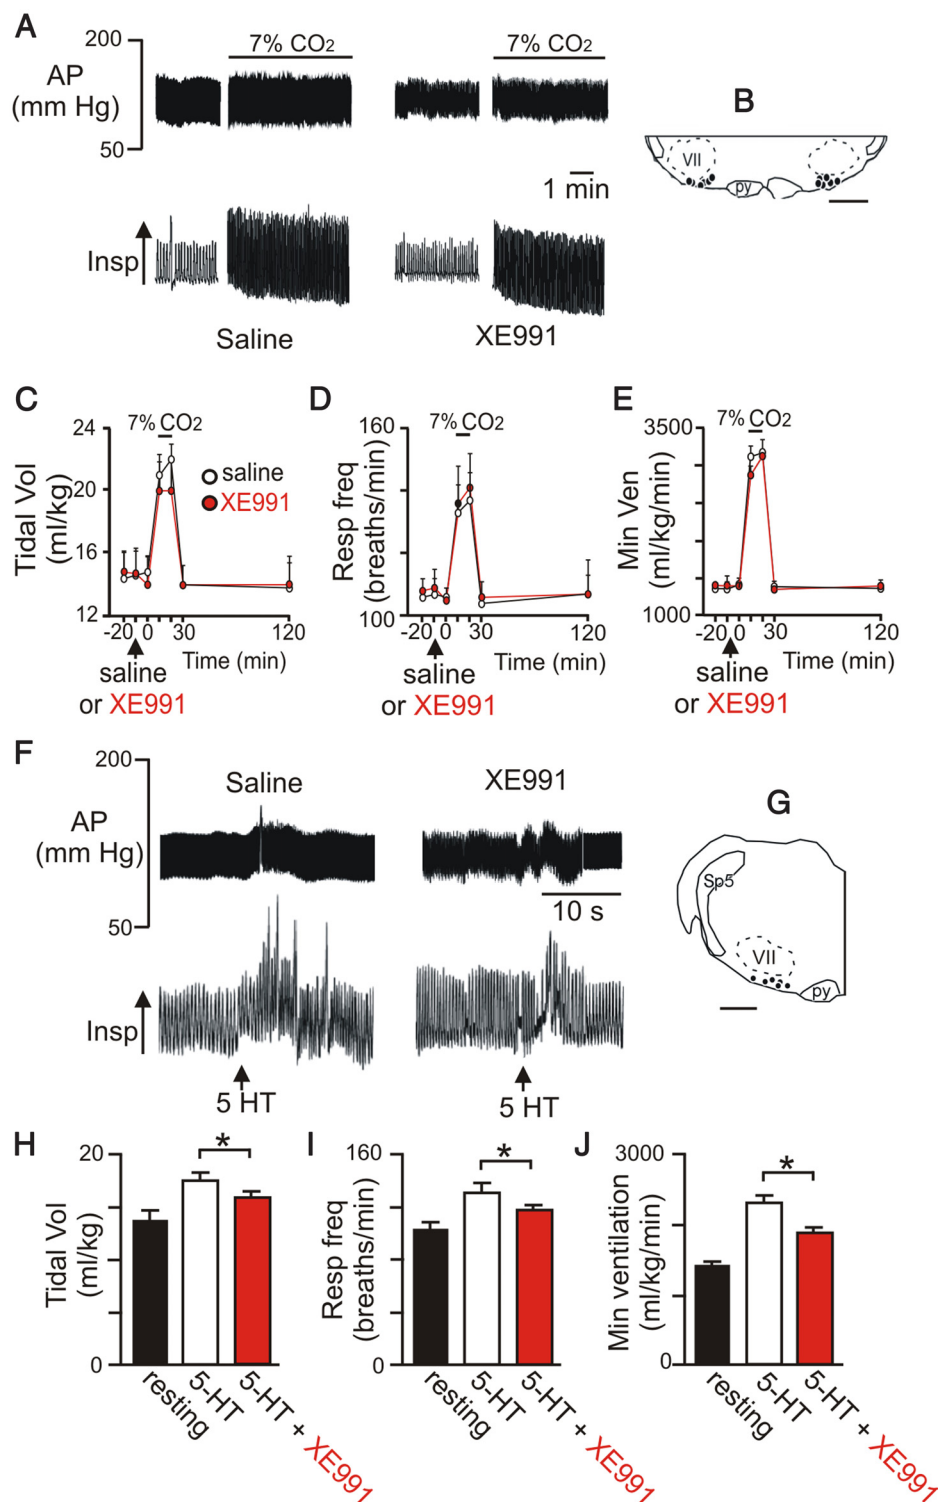 A
200
7% CO2
7% CO2
AP
(mm Hg)
50
B
VII
py
1 min
Insp
Saline
XE991
C
24
20
16
12
Tidal Vol
(ml/kg)
7% CO2
saline
XE991
-20 0 30 120
Time (min)
saline
or XE991
D
160
100
Resp freq
(breaths/min)
7% CO2
-20 0 30 120
Time (min)
saline
or XE991
E
3500
1000
Min Ven
(ml/kg/min)
7% CO2
-20 0 30 120
Time (min)
saline
or XE991
F
200
Saline
XE991
AP
(mm Hg)
50
10 s
Insp
5 HT
5 HT
G
Sp5
VII
py
H
20
0
Tidal Vol
(ml/kg)
*
resting
5-HT
5-HT + XE991
I
160
0
Resp freq
(breaths/min)
*
resting
5-HT
5-HT + XE991
J
3000
0
Min ventilation
(ml/kg/min)
*
resting
5-HT
5-HT + XE991